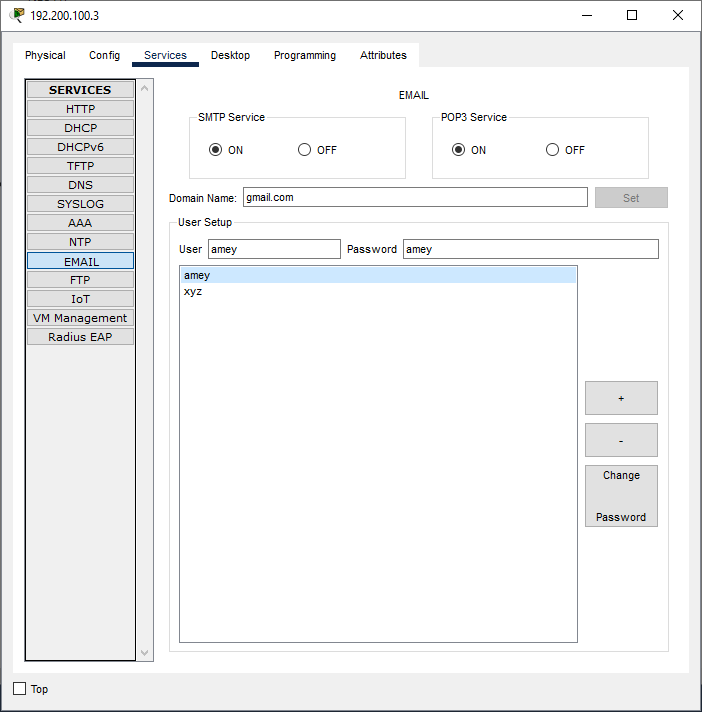 192.200.100.3
Physical Config Services Desktop Programming Attributes
SERVICES
HTTP
DHCP
DHCPv6
TFTP
DNS
SYSLOG
AAA
NTP
EMAIL
FTP
IoT
VM Management
Radius EAP
EMAIL
SMTP Service
ON OFF
POP3 Service
ON OFF
Domain Name: gmail.com Set
User Setup
User amey Password amey
amey
xyz
+
-
Change
Password
Top